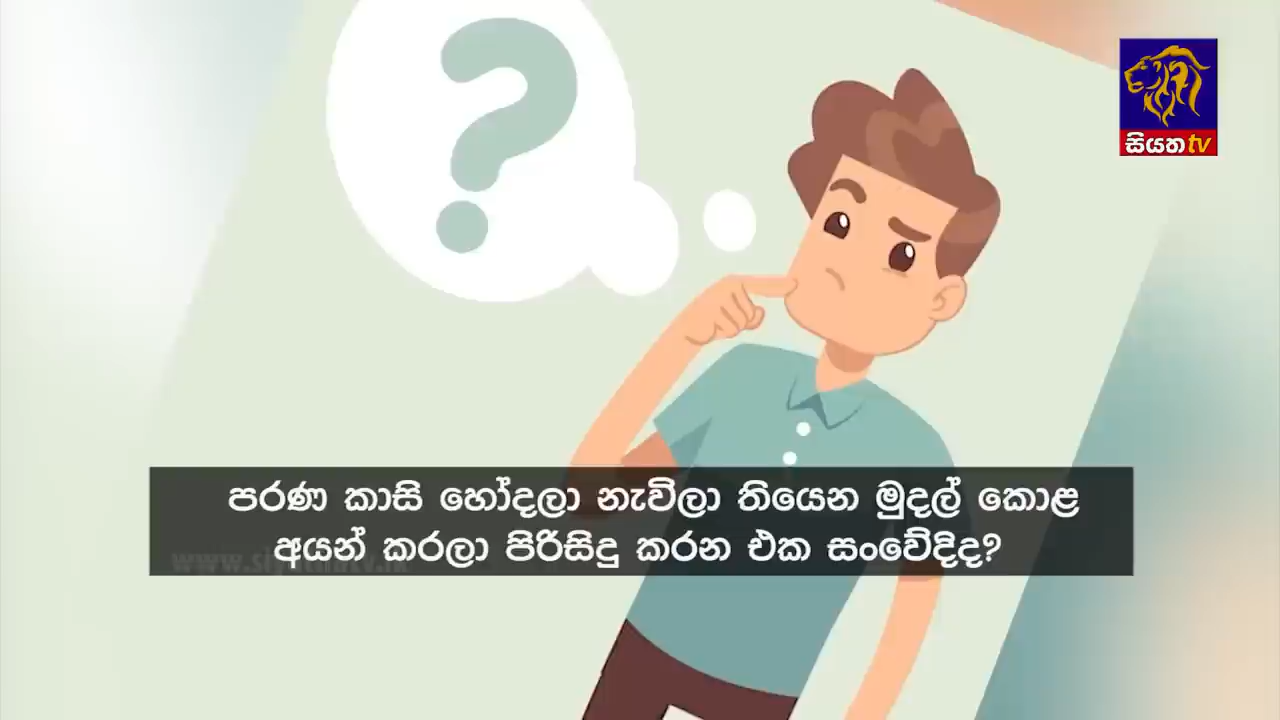 සියත tv
පරණ කාසි හෝදලා නැවිලා තියෙන මුදල් කොළ
අයන් කරලා පිරිසිදු කරන එක සංවේදිද?